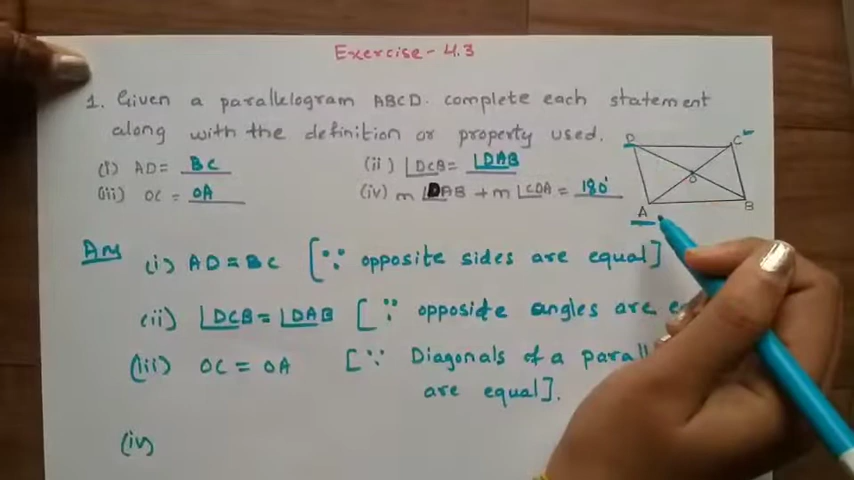 Exercise - 4.3
1. Given a parallelogram ABCD. complete each statement
along with the definition or property used.
(i) AD = BC (ii) ∠DCB = ∠DAB
(iii) OC = OA (iv) m ∠DAB + m ∠CDA = 180°
D C
O
A B
Ans (i) AD = BC [∵ opposite sides are equal]
(ii) ∠DCB = ∠DAB [∵ opposite angles are
(iii) OC = OA [∵ Diagonals of a
are equal].
(iv)